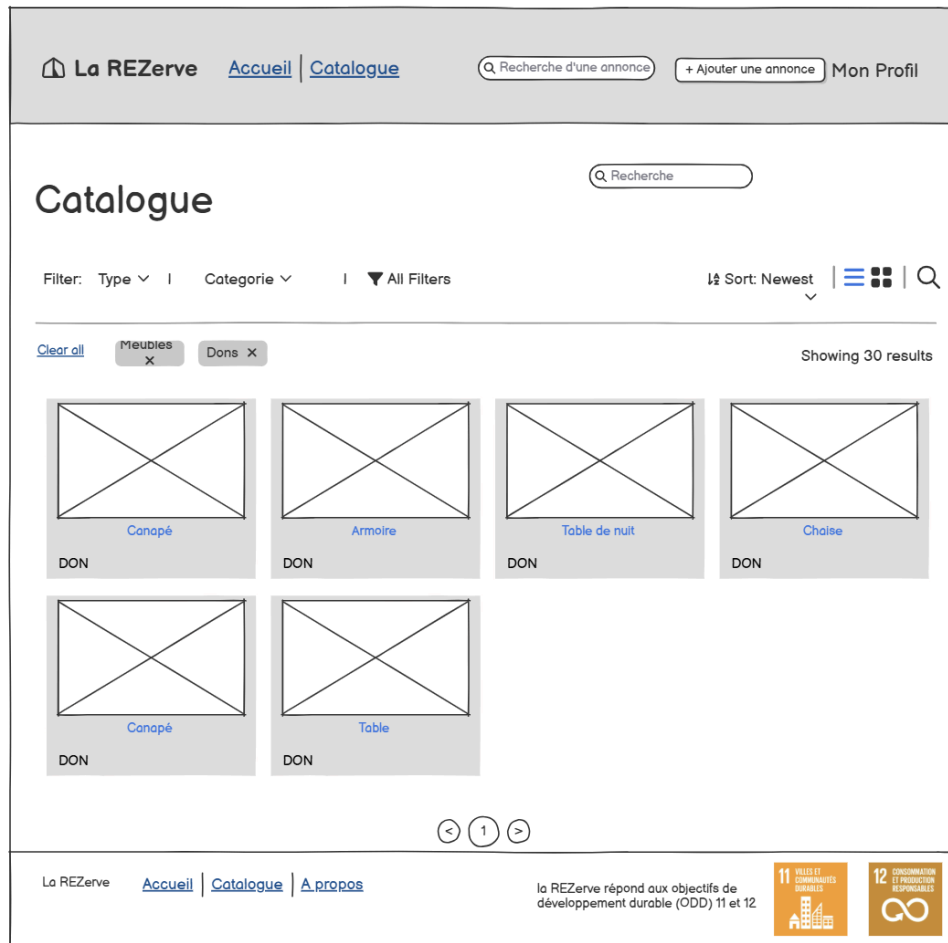 La REZerve Accueil | Catalogue Recherche d'une annonce + Ajouter une annonce Mon Profil
Recherche
Catalogue
Filter: Type | Categorie | All Filters Sort: Newest
Clear all Meubles × Dons × Showing 30 results
Canapé Armoire Table de nuit Chaise
DON DON DON DON
Canapé Table
DON DON
< 1 >
La REZerve Accueil | Catalogue | A propos
la REZerve répond aux objectifs de
développement durable (ODD) 11 et 12
11 VILLES ET
COMMUNAUTÉS
DURABLES
12 CONSOMMATION
ET PRODUCTION
RESPONSABLES